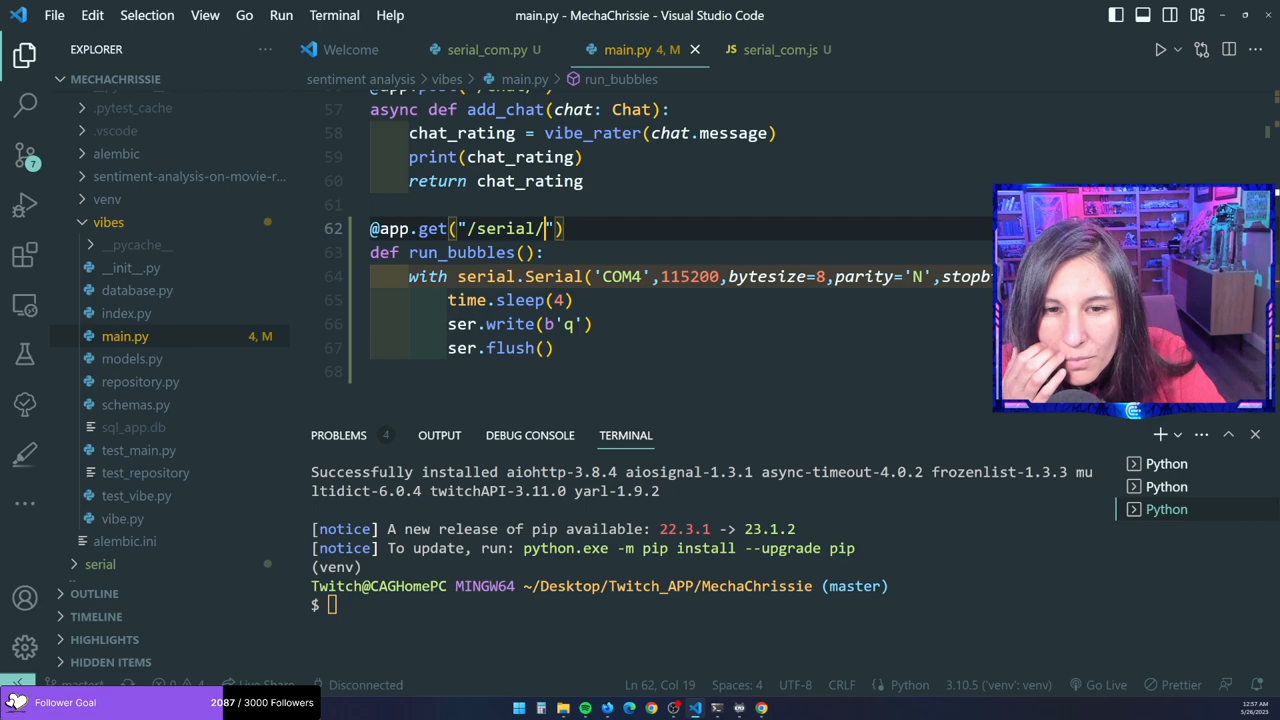 File Edit Selection View Go Run Terminal Help
main.py - MechaChrissie - Visual Studio Code
EXPLORER
MECHACHRISSIE
.pytest_cache
.vscode
alembic
sentiment-analysis-on-movie-r...
venv
vibes
__pycache__
__init__.py
database.py
index.py
main.py 4, M
models.py
repository.py
schemas.py
sql_app.db
test_main.py
test_repository
test_vibe.py
vibe.py
alembic.ini
serial
OUTLINE
TIMELINE
HIGHLIGHTS
HIDDEN ITEMS
7
Welcome
serial_com.py U
main.py 4, M
serial_com.js U
sentiment analysis > vibes > main.py > run_bubbles
57 async def add_chat(chat: Chat):
58 chat_rating = vibe_rater(chat.message)
59 print(chat_rating)
60 return chat_rating
61
62 @app.get("/serial/")
63 def run_bubbles():
64 with serial.Serial('COM4',115200,bytesize=8,parity='N',stopb
65 time.sleep(4)
66 ser.write(b'q')
67 ser.flush()
68
PROBLEMS 4 OUTPUT DEBUG CONSOLE TERMINAL
Successfully installed aiohttp-3.8.4 aiosignal-1.3.1 async-timeout-4.0.2 frozenlist-1.3.3 mu
ltidict-6.0.4 twitchAPI-3.11.0 yarl-1.9.2
[notice] A new release of pip available: 22.3.1 -> 23.1.2
[notice] To update, run: python.exe -m pip install --upgrade pip
(venv)
Twitch@CAGHomePC MINGW64 ~/Desktop/Twitch_APP/MechaChrissie (master)
$
Python
Python
Python
Disconnected
Ln 62, Col 19 Spaces: 4 UTF-8 CRLF Python 3.10.5 ('venv': venv) Go Live Prettier
Follower Goal 2087 / 3000 Followers
12:57 AM
5/26/2023